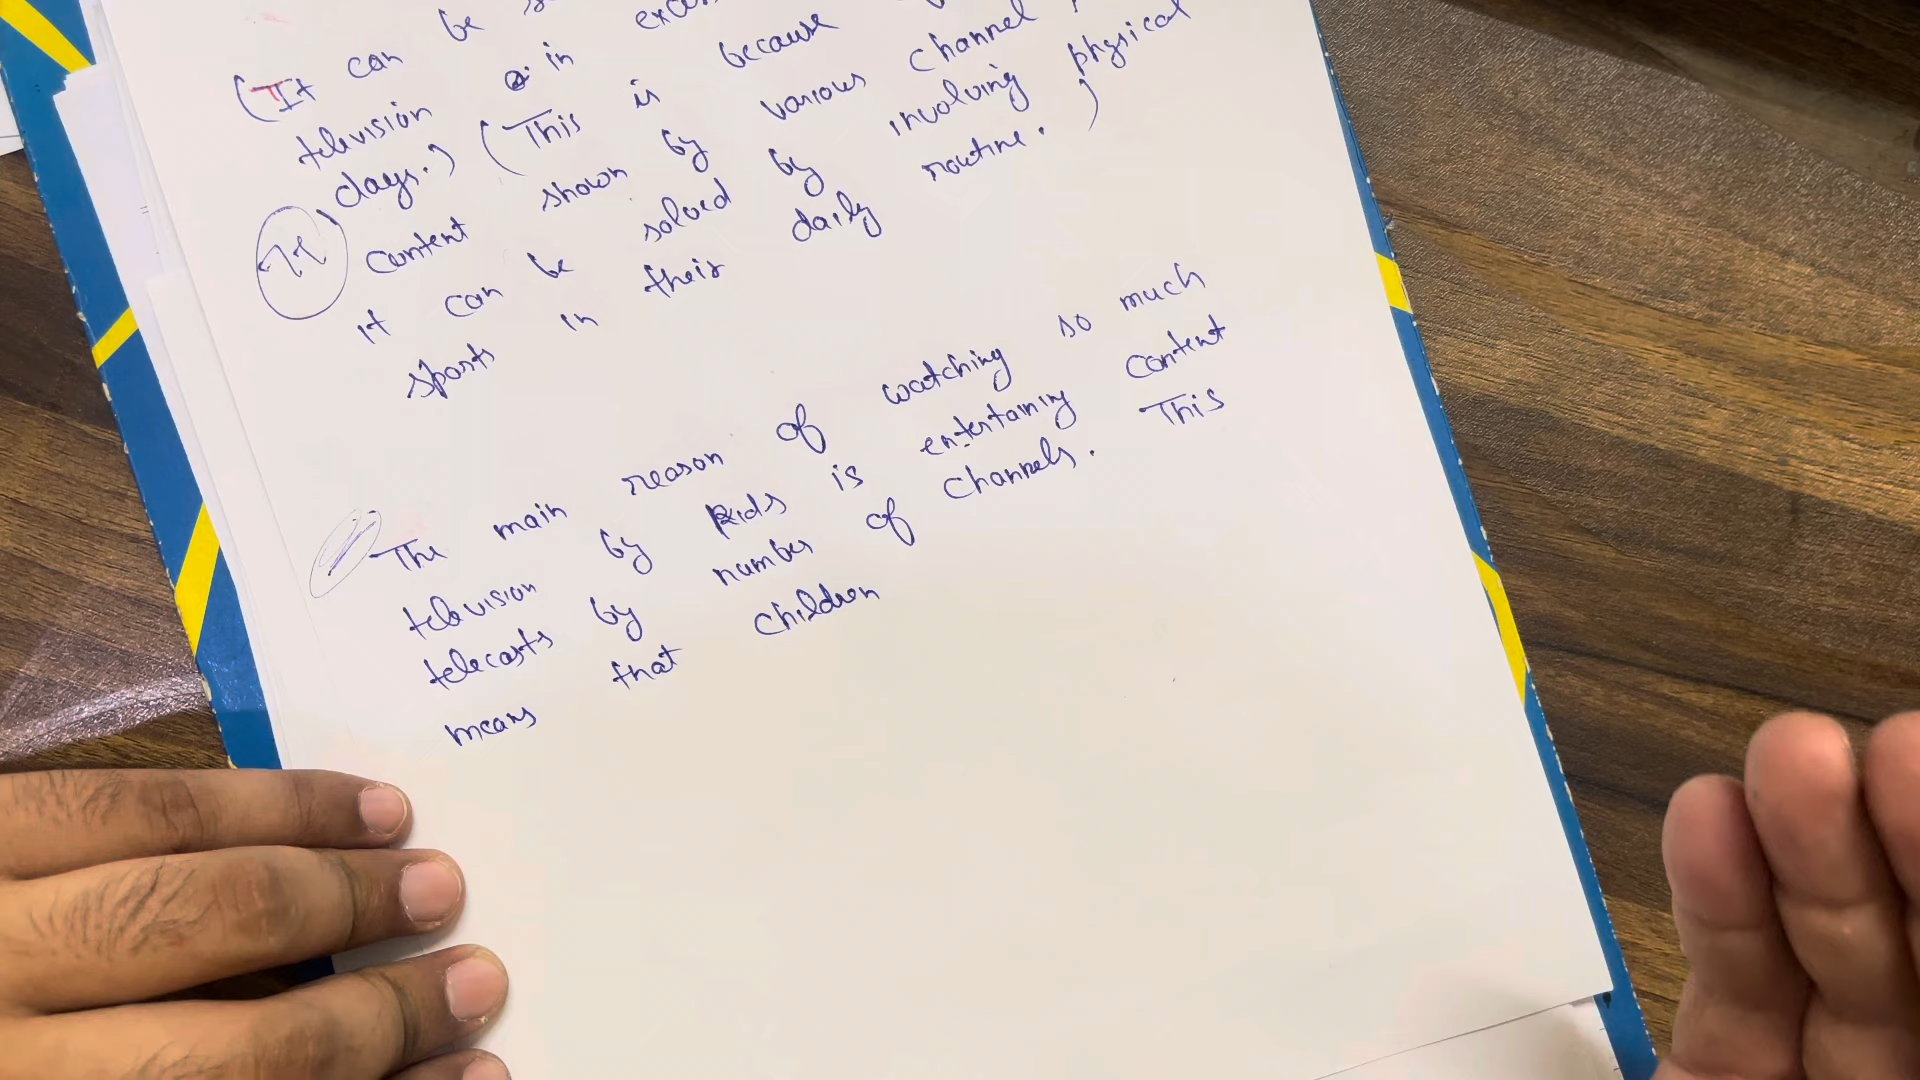 (It can be
television in
days.) (This is because
content shown by various channel
it can be solved by involving physical
sports in their daily routine.)
The main reason of watching so much
television by kids is entertaining content
telecasts by number of channels. This
means that children